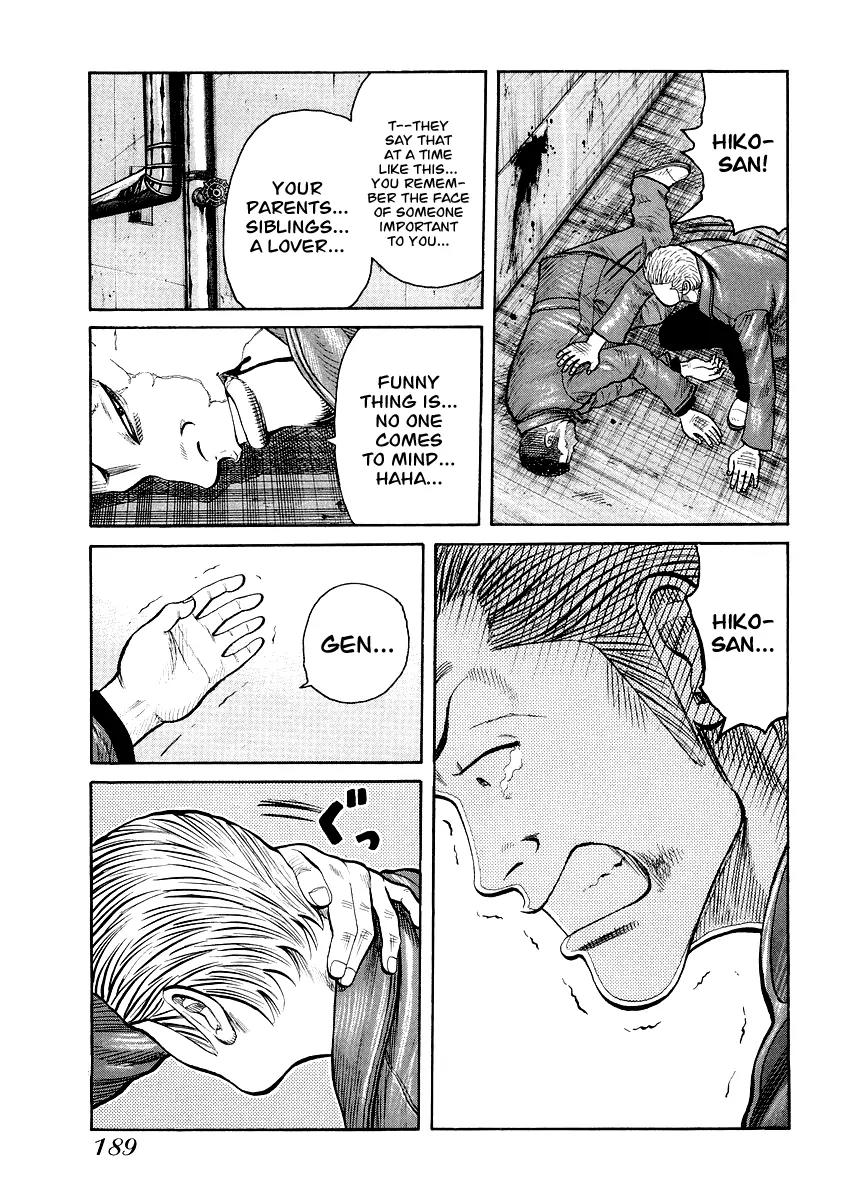 HIKO-
SAN!
T--THEY
SAY THAT
AT A TIME
LIKE THIS...
YOU REMEM-
BER THE FACE
OF SOMEONE
IMPORTANT
TO YOU...
YOUR
PARENTS...
SIBLINGS...
A LOVER...
FUNNY
THING IS...
NO ONE
COMES
TO MIND...
HAHA...
HIKO-
SAN...
GEN...
ぐっ
189